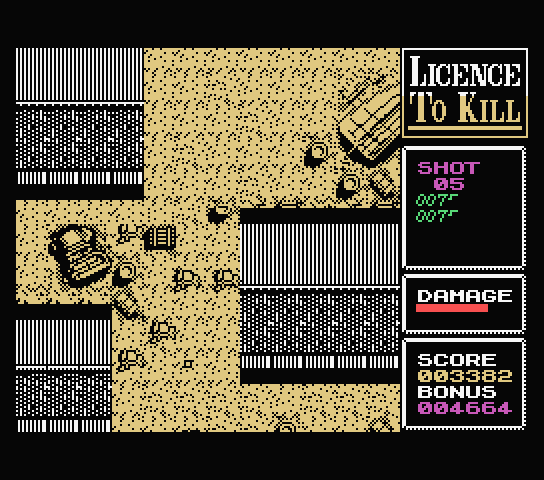 LICENCE
TO KILL
SHOT
05
007
007
DAMAGE
SCORE
003382
BONUS
004664